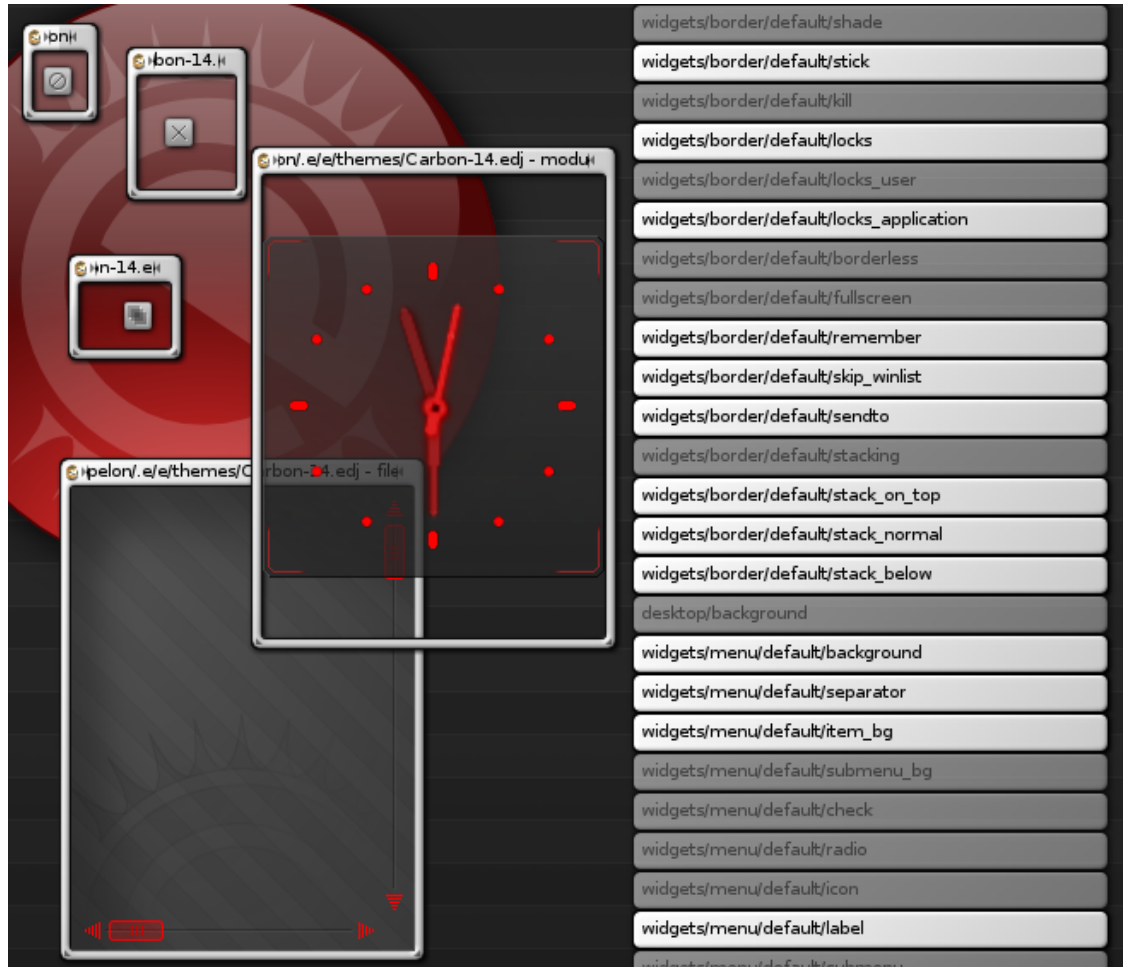 on
bon-14.
on/.e/e/themes/Carbon-14.edj - modu
n-14.e
pelon/.e/e/themes/Carbon-14.edj - file
widgets/border/default/shade
widgets/border/default/stick
widgets/border/default/kill
widgets/border/default/locks
widgets/border/default/locks_user
widgets/border/default/locks_application
widgets/border/default/borderless
widgets/border/default/fullscreen
widgets/border/default/remember
widgets/border/default/skip_winlist
widgets/border/default/sendto
widgets/border/default/stacking
widgets/border/default/stack_on_top
widgets/border/default/stack_normal
widgets/border/default/stack_below
desktop/background
widgets/menu/default/background
widgets/menu/default/separator
widgets/menu/default/item_bg
widgets/menu/default/submenu_bg
widgets/menu/default/check
widgets/menu/default/radio
widgets/menu/default/icon
widgets/menu/default/label
widgets/menu/default/submenu